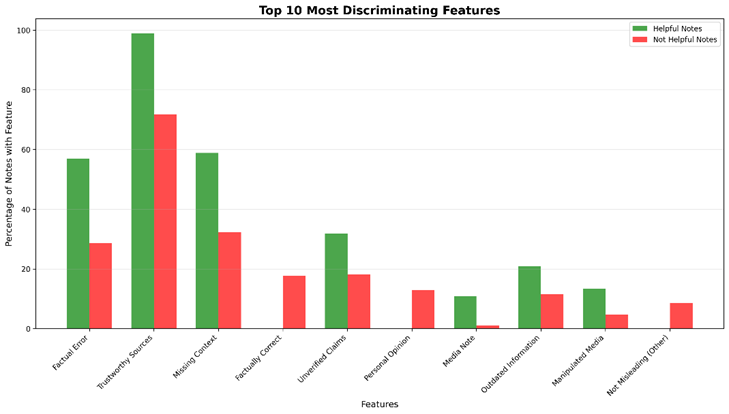 Top 10 Most Discriminating Features
Helpful Notes
Not Helpful Notes
Percentage of Notes with Feature
100
80
60
40
20
0
Factual Error
Trustworthy Sources
Missing Context
Factually Correct
Unverified Claims
Personal Opinion
Media Note
Outdated Information
Manipulated Media
Not Misleading (Other)
Features